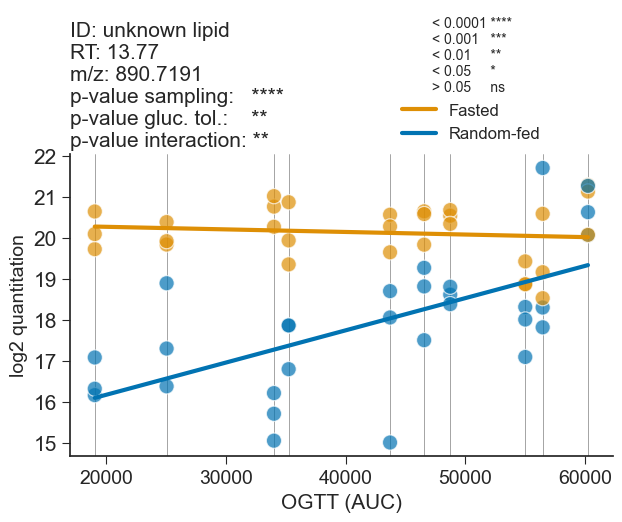 ID: unknown lipid
RT: 13.77
m/z: 890.7191
p-value sampling: ****
p-value gluc. tol.: **
p-value interaction: **
< 0.0001 ****
< 0.001 ***
< 0.01 **
< 0.05 *
> 0.05 ns
Fasted
Random-fed
log2 quantitation
22
21
20
19
18
17
16
15
20000 30000 40000 50000 60000
OGTT (AUC)